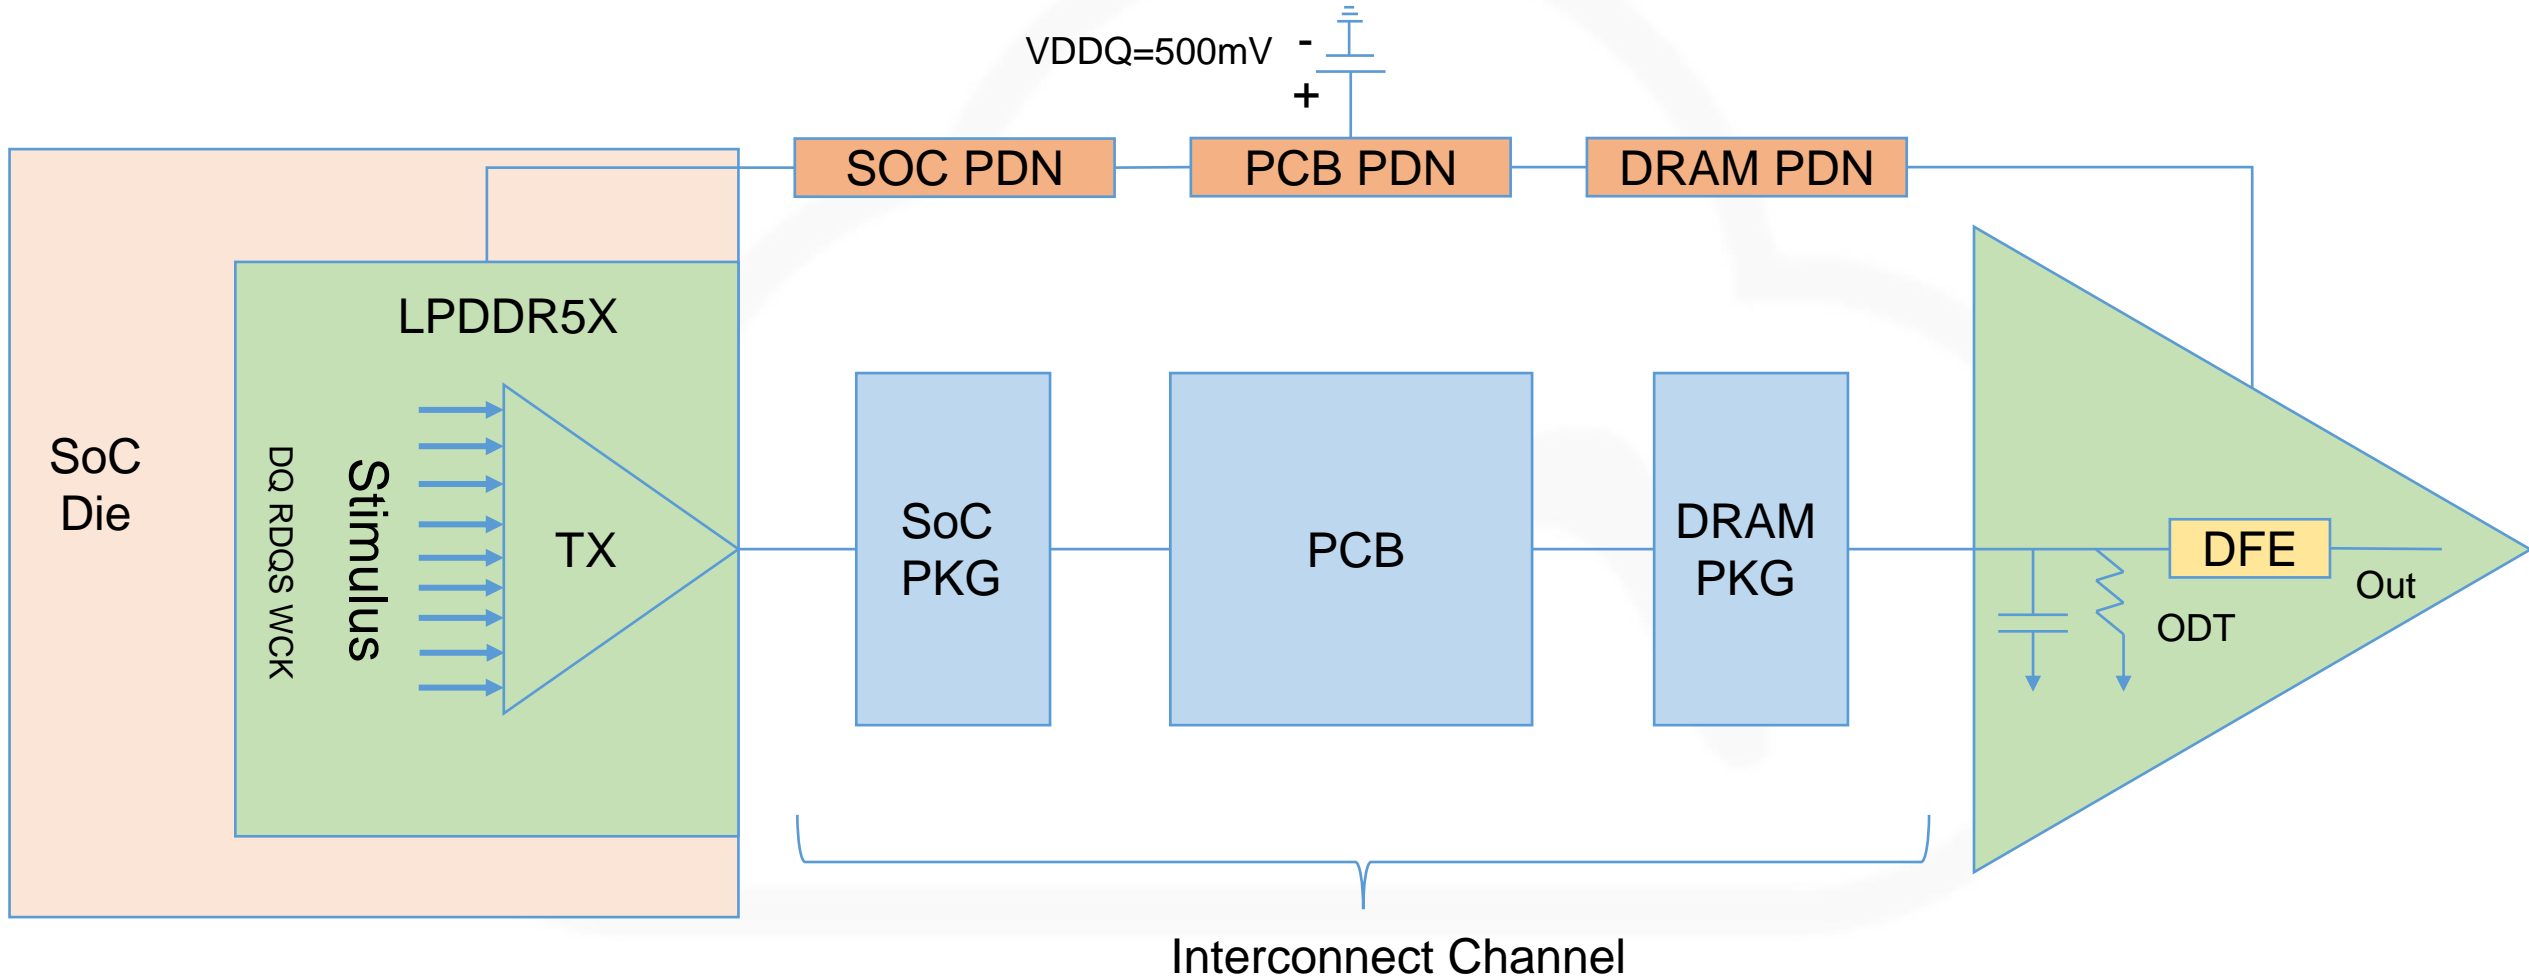 VDDQ=500mV
-
+
SOC PDN
PCB PDN
DRAM PDN
LPDDR5X
SoC
Die
DQ RDQS WCK
Stimulus
TX
SoC
PKG
PCB
DRAM
PKG
DFE
Out
ODT
Interconnect Channel